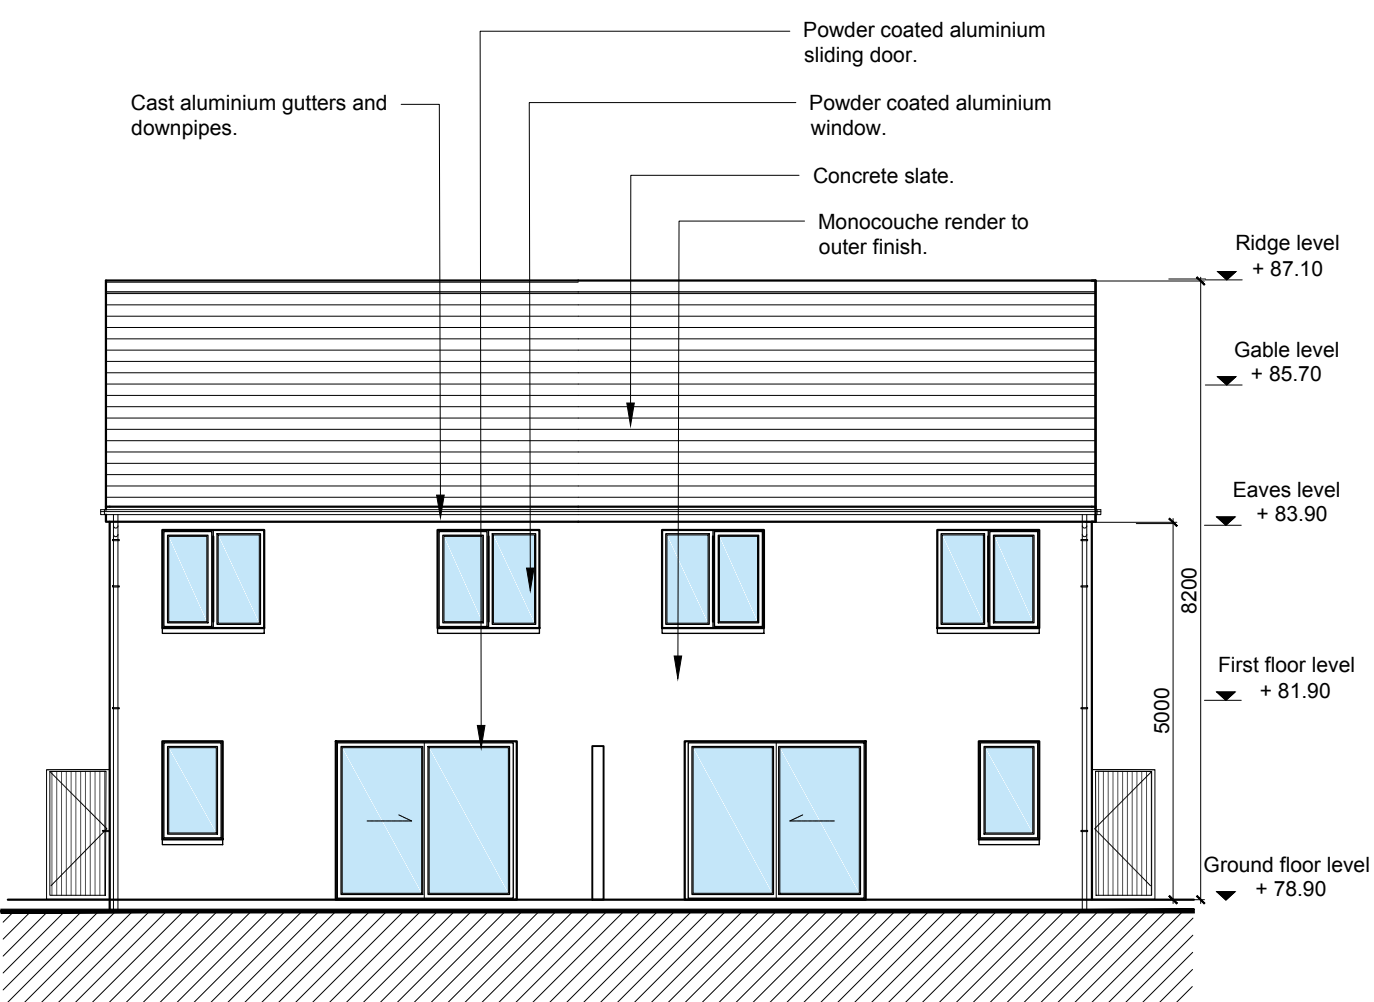 Powder coated aluminium
sliding door.
Cast aluminium gutters and
downpipes.
Powder coated aluminium
window.
Concrete slate.
Monocouche render to
outer finish.
Ridge level
+ 87.10
Gable level
+ 85.70
Eaves level
+ 83.90
8200
First floor level
+ 81.90
5000
Ground floor level
+ 78.90